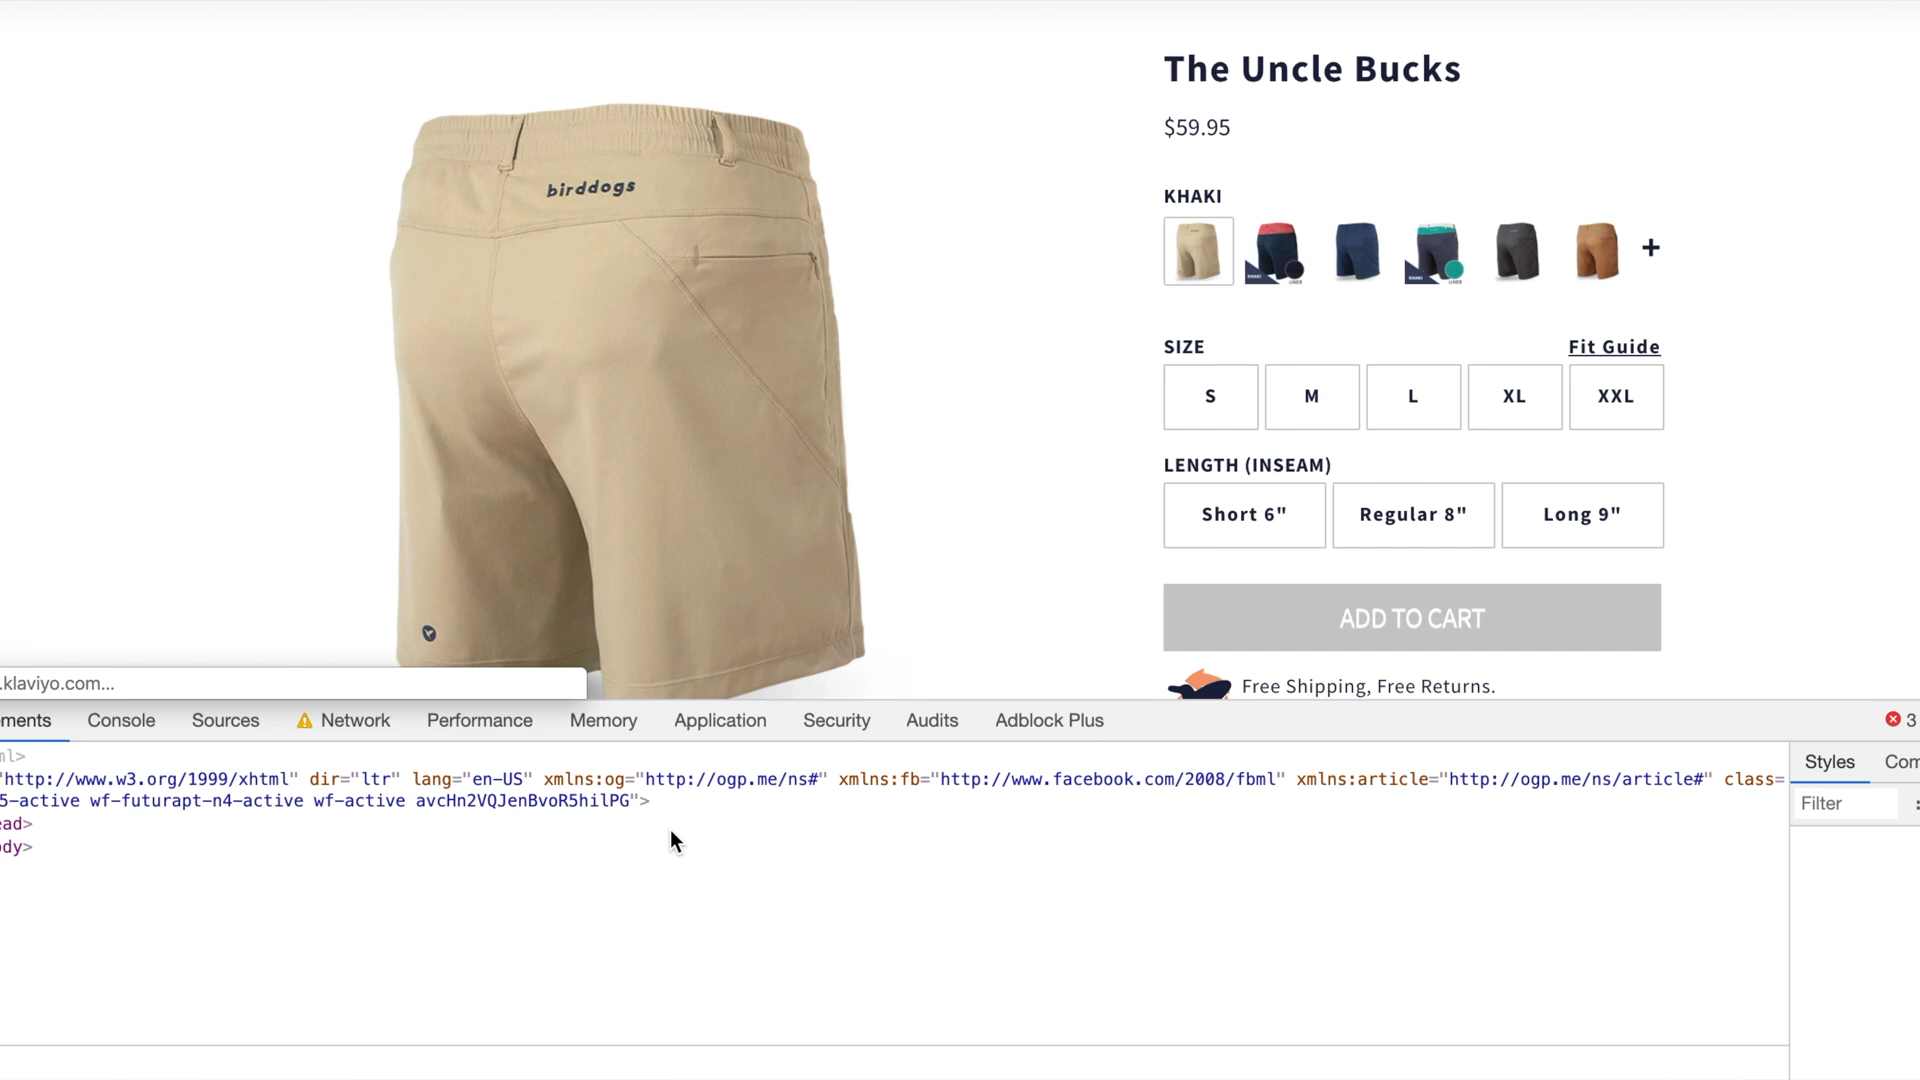 The Uncle Bucks
$59.95
KHAKI
birddogs
+
SIZE
Fit Guide
S
M
L
XL
XXL
LENGTH (INSEAM)
Short 6"
Regular 8"
Long 9"
ADD TO CART
Free Shipping, Free Returns.
.klaviyo.com...
ments
Console
Sources
Network
Performance
Memory
Application
Security
Audits
Adblock Plus
3
ml>
"http://www.w3.org/1999/xhtml" dir="ltr" lang="en-US" xmlns:og="http://ogp.me/ns#" xmlns:fb="http://www.facebook.com/2008/fbml" xmlns:article="http://ogp.me/ns/article#" class=
5-active wf-futurapt-n4-active wf-active avcHn2VQJenBvoR5hilPG">
ead>
ody>
Styles
Com
Filter
: